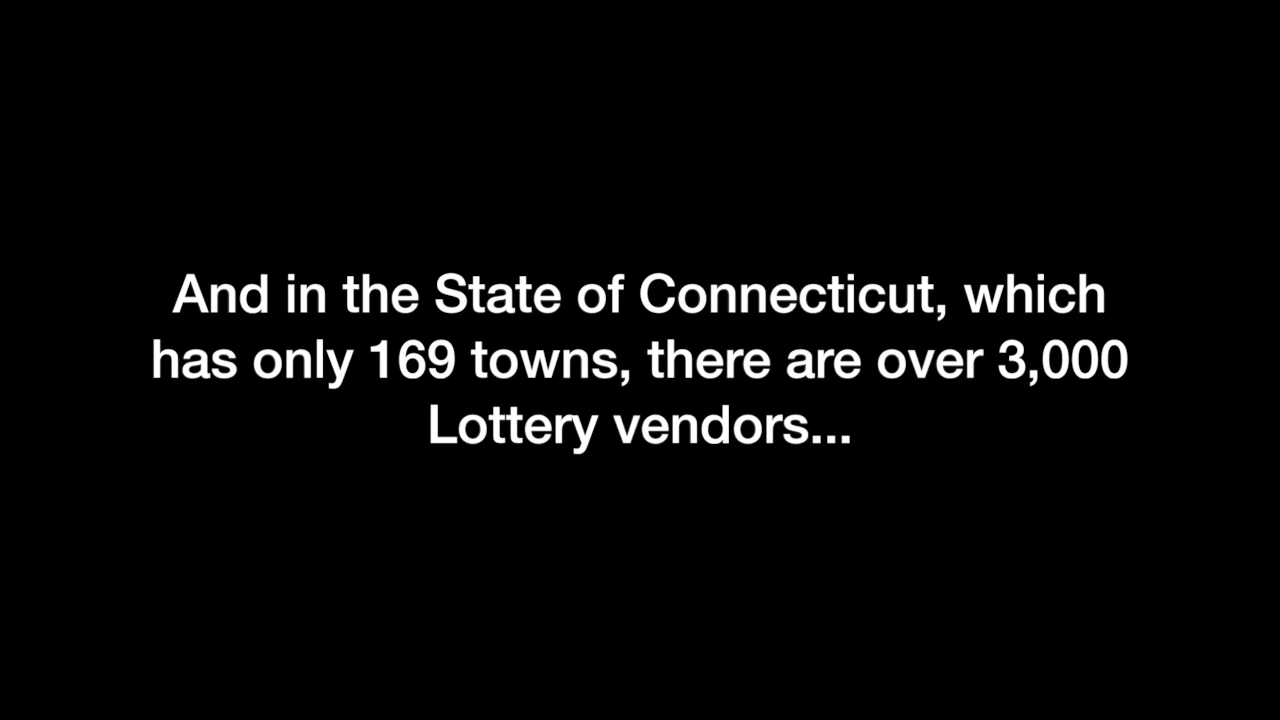 And in the State of Connecticut, which
has only 169 towns, there are over 3,000
Lottery vendors...